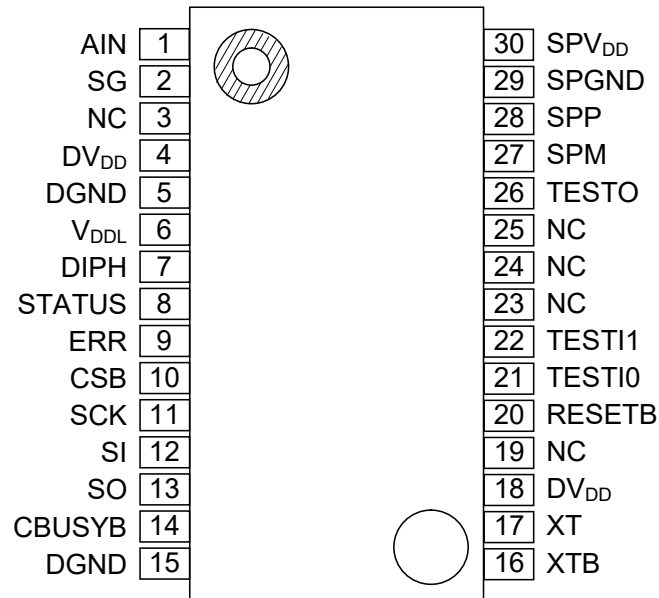 AIN 1 30 SPVDD
SG 2 29 SPGND
NC 3 28 SPP
DVDD 4 27 SPM
DGND 5 26 TESTO
VDDL 6 25 NC
DIPH 7 24 NC
STATUS 8 23 NC
ERR 9 22 TESTI1
CSB 10 21 TESTI0
SCK 11 20 RESETB
SI 12 19 NC
SO 13 18 DVDD
CBUSYB 14 17 XT
DGND 15 16 XTB